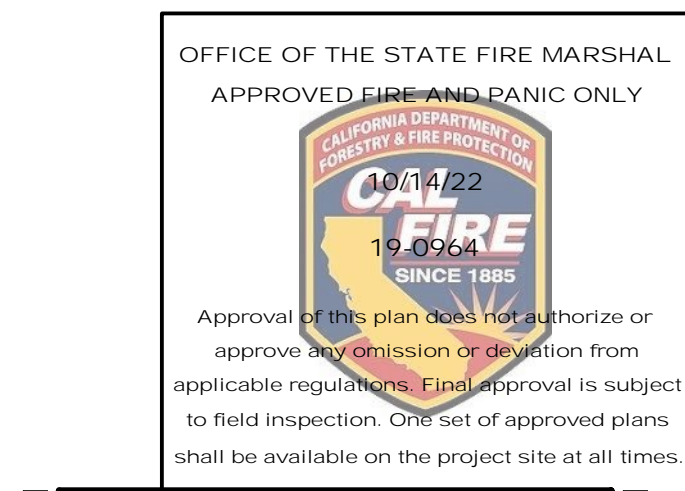 OFFICE OF THE STATE FIRE MARSHAL
APPROVED FIRE AND PANIC ONLY
CALIFORNIA DEPARTMENT OF
FORESTRY & FIRE PROTECTION
CAL
10/14/22
FIRE
19-0964
SINCE 1885
Approval of this plan does not authorize or
approve any omission or deviation from
applicable regulations. Final approval is subject
to field inspection. One set of approved plans
shall be available on the project site at all times.